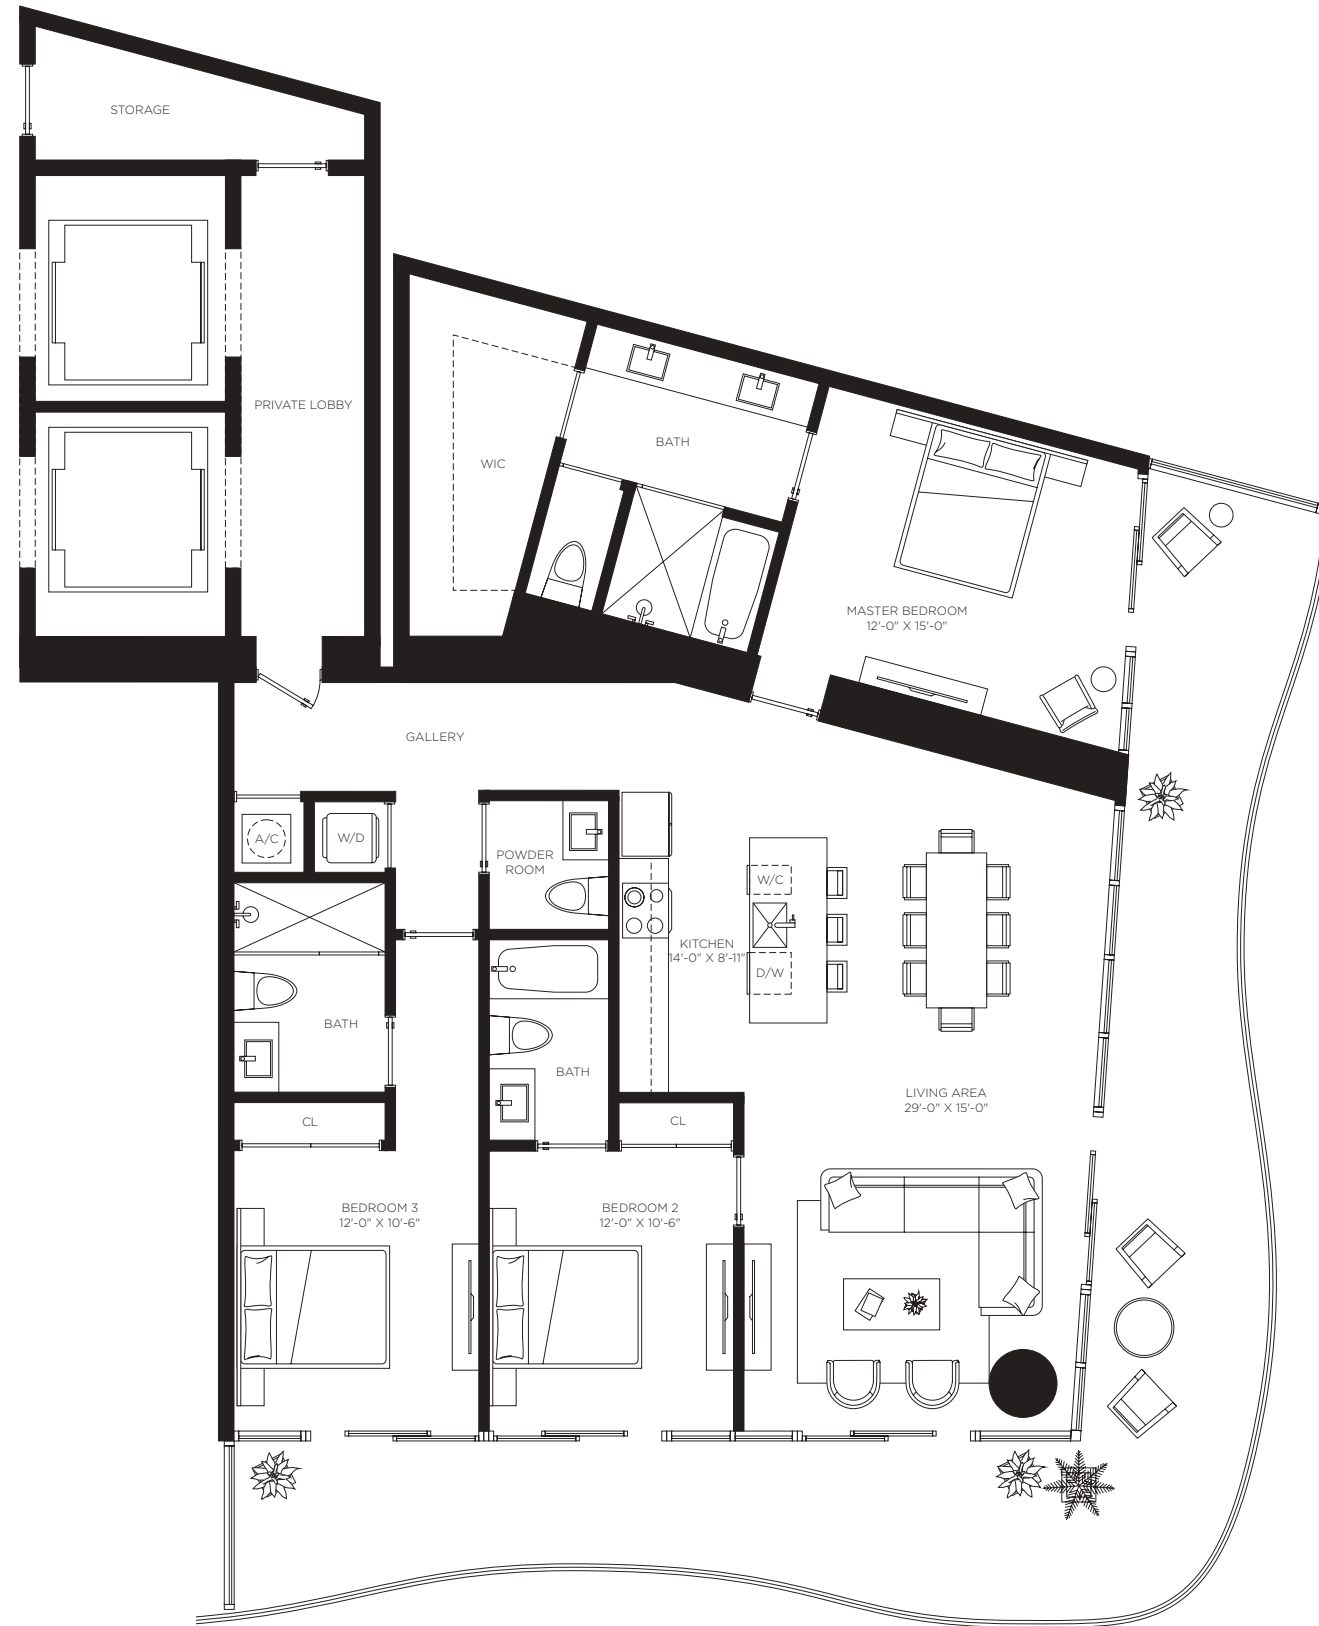 STORAGE
PRIVATE LOBBY
WIC
BATH
MASTER BEDROOM
12'-0" X 15'-0"
GALLERY
A/C
W/D
POWDER
ROOM
W/C
KITCHEN
14'-0" X 8'-11"
D/W
BATH
BATH
LIVING AREA
29'-0" X 15'-0"
CL
CL
BEDROOM 3
12'-0" X 10'-6"
BEDROOM 2
12'-0" X 10'-6"